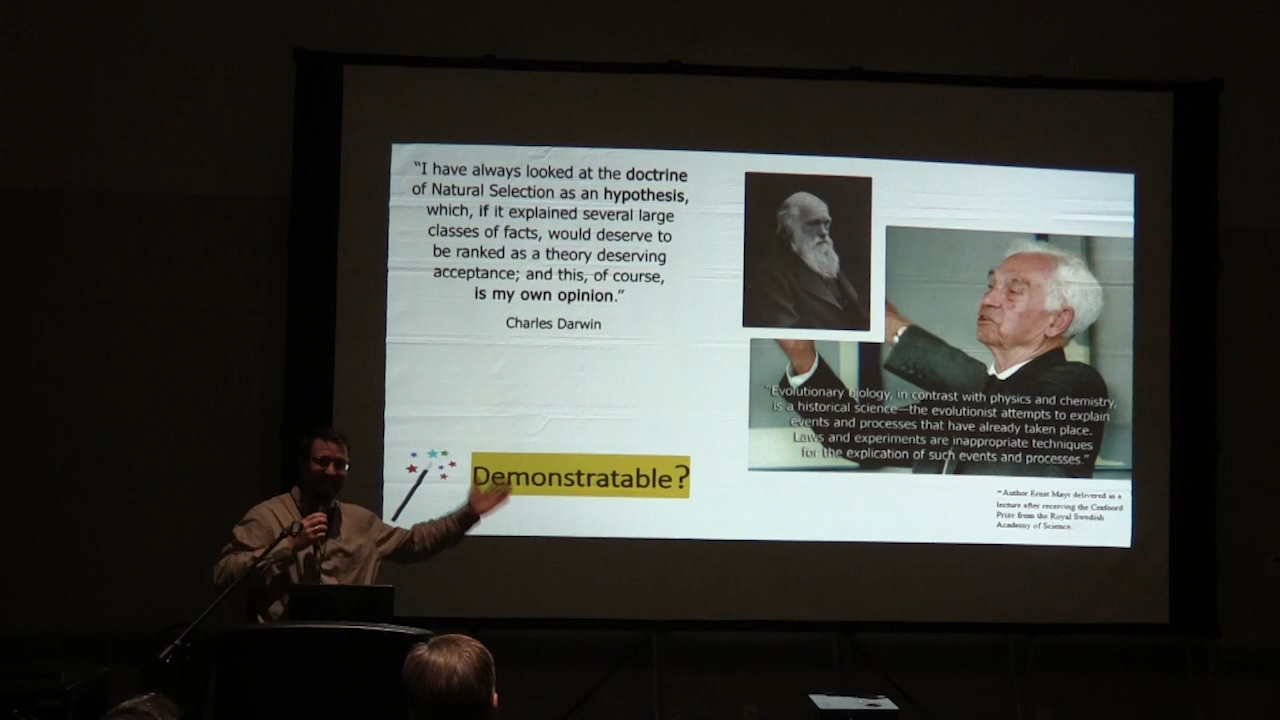 “I have always looked at the doctrine
of Natural Selection as an hypothesis,
which, if it explained several large
classes of facts, would deserve to
be ranked as a theory deserving
acceptance; and this, of course,
is my own opinion.”
Charles Darwin
Demonstratable?
“Evolutionary biology, in contrast with physics and chemistry,
is a historical science—the evolutionist attempts to explain
events and processes that have already taken place.
Laws and experiments are inappropriate techniques
for the explication of such events and processes.”
~Author Ernst Mayr delivered in a
lecture after receiving the Crafoord
Prize from the Royal Swedish
Academy of Science.